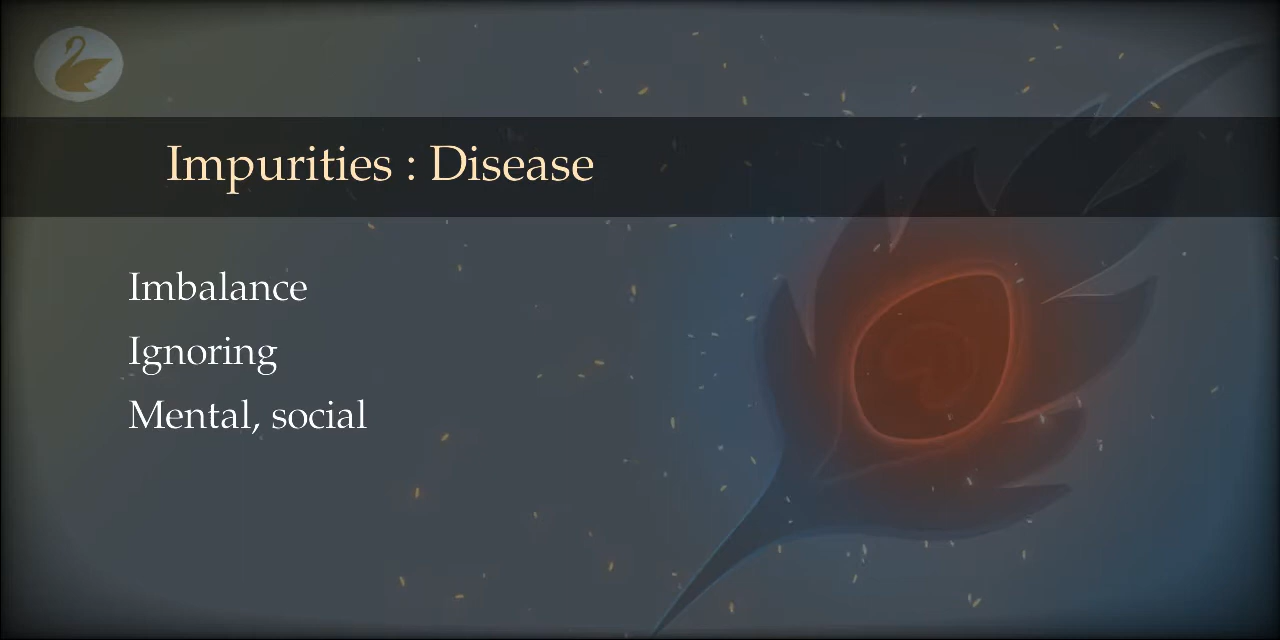 Impurities : Disease
Imbalance
Ignoring
Mental, social